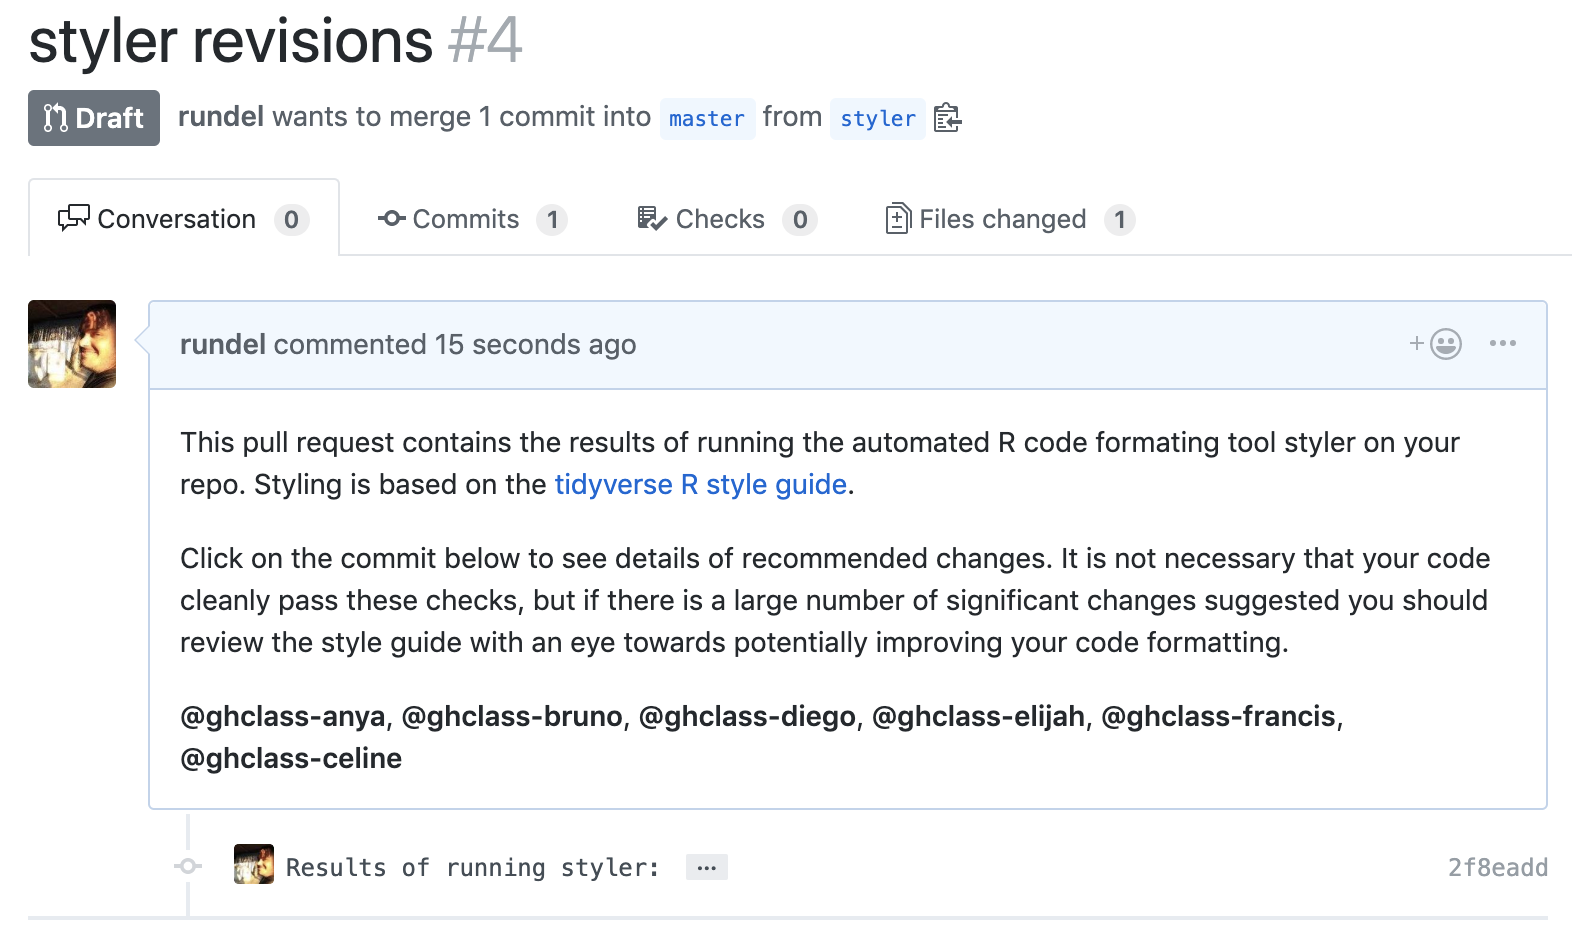 styler revisions #4
Draft rundel wants to merge 1 commit into master from styler
Conversation 0 Commits 1 Checks 0 Files changed 1
rundel commented 15 seconds ago
This pull request contains the results of running the automated R code formating tool styler on your
repo. Styling is based on the tidyverse R style guide.
Click on the commit below to see details of recommended changes. It is not necessary that your code
cleanly pass these checks, but if there is a large number of significant changes suggested you should
review the style guide with an eye towards potentially improving your code formatting.
@ghclass-anya, @ghclass-bruno, @ghclass-diego, @ghclass-elijah, @ghclass-francis,
@ghclass-celine
Results of running styler: ... 2f8eadd